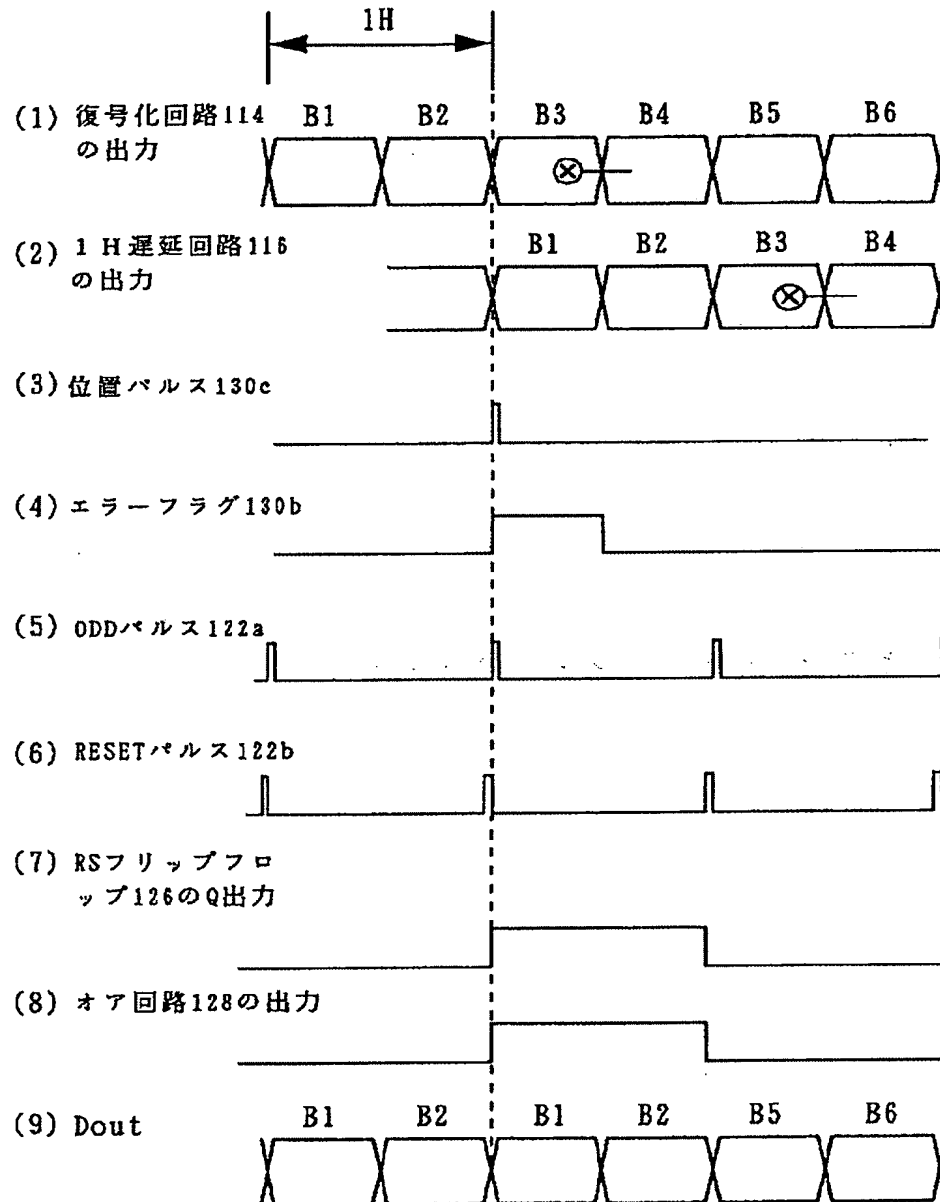 1H
(1) 復号化回路114
の出力
B1 B2 B3 B4 B5 B6
(2) 1H遅延回路116
の出力
B1 B2 B3 B4
(3) 位置パルス130c
(4) エラーフラグ130b
(5) ODDパルス122a
(6) RESETパルス122b
(7) RSフリップフロ
ップ126のQ出力
(8) オア回路128の出力
(9) Dout
B1 B2 B1 B2 B5 B6